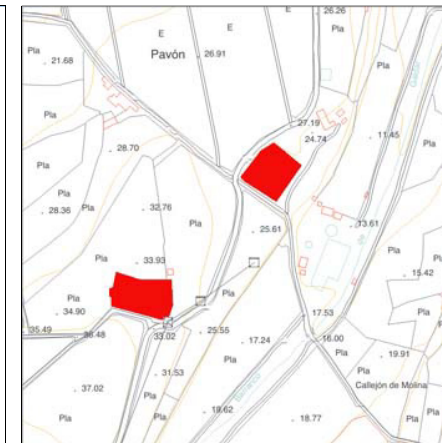 26.26
E
E
Pla
Pavón
26.91
21.68
Pla
27.19
24.74
11.45
Pla
28.70
Pla
Pla
28.36
Pla
32.76
Pla
25.61
13.61
Pla
33.93
Pla
15.42
Pla
Pla
34.90
17.53
35.49
36.48
33.02
25.55
16.00
17.24
19.91
Pla
Pla
31.53
Callejón de Molina
37.02
Pla
19.62
Pla
Pla
18.77